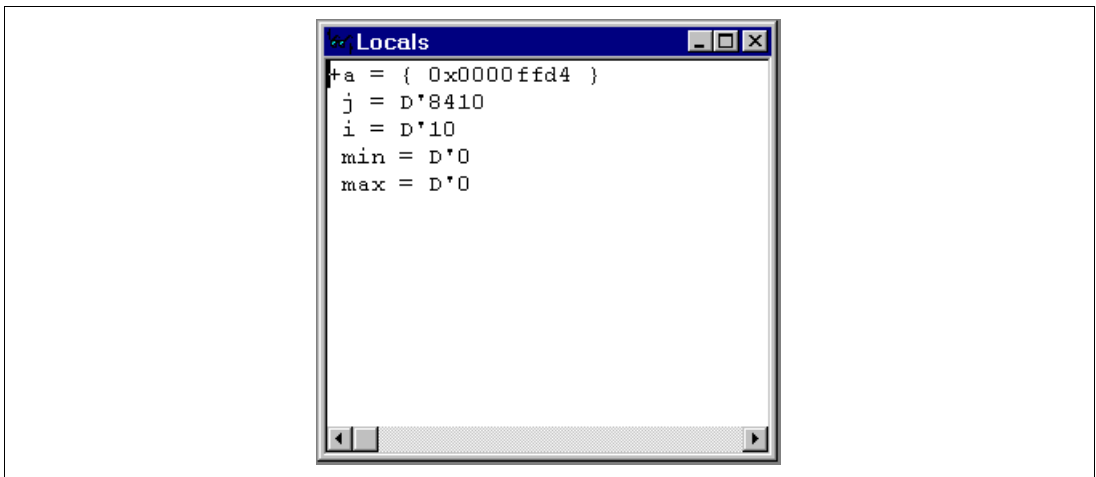 Locals
+a = { 0x0000ffd4 }
j = D'8410
i = D'10
min = D'0
max = D'0